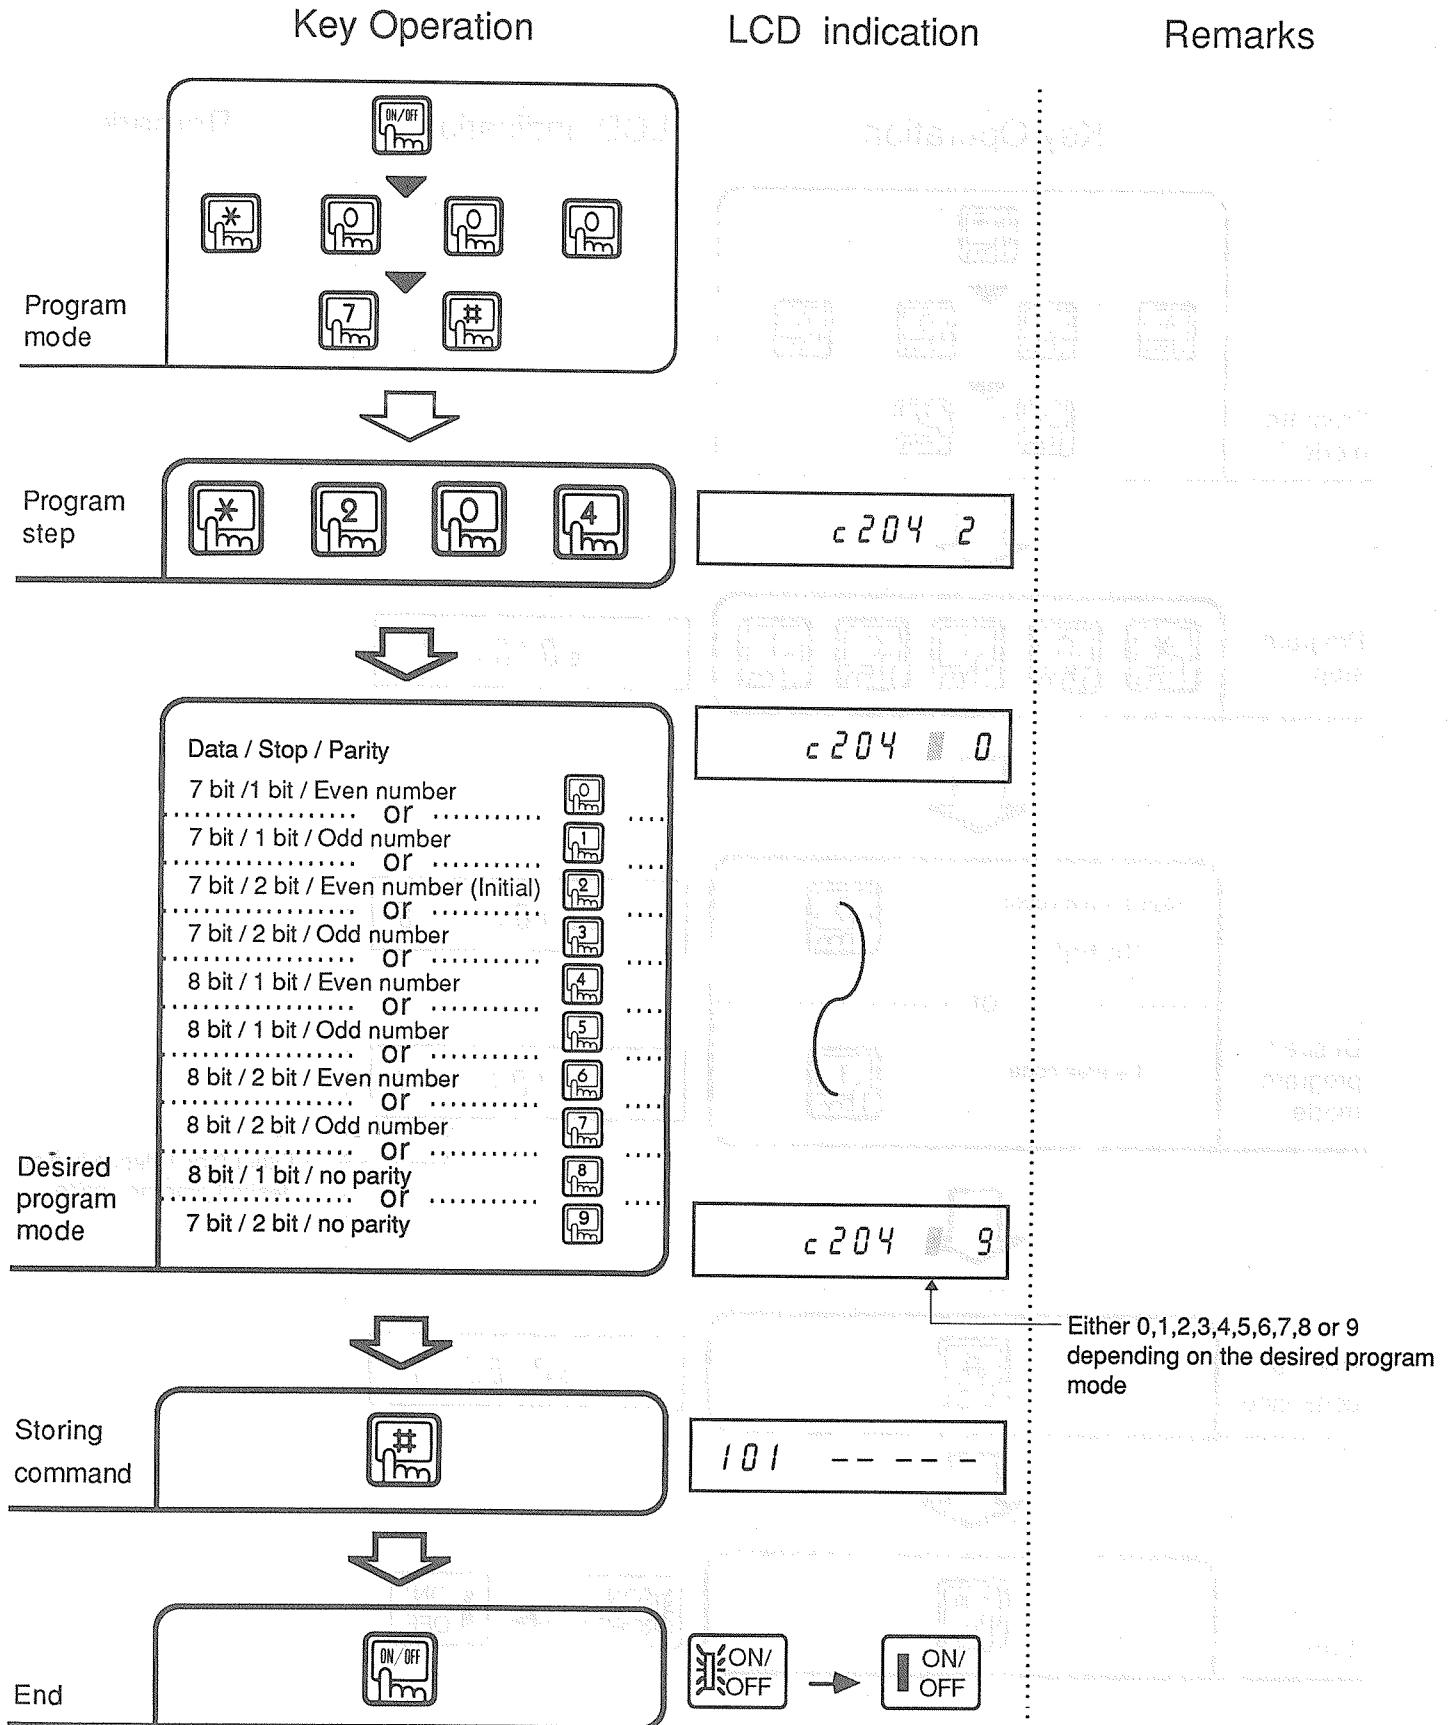 Key Operation LCD indication Remarks
ON/OFF
* 0 0 0
Program
mode
7 #
Program
step
* 2 0 4
c204 2
c204 0
Data / Stop / Parity
7 bit /1 bit / Even number 0
or
7 bit / 1 bit / Odd number 1
or
7 bit / 2 bit / Even number (Initial) 2
or
7 bit / 2 bit / Odd number 3
or
8 bit / 1 bit / Even number 4
or
8 bit / 1 bit / Odd number 5
or
8 bit / 2 bit / Even number 6
or
8 bit / 2 bit / Odd number 7
or
8 bit / 1 bit / no parity 8
or
7 bit / 2 bit / no parity 9
Desired
program
mode
c204 9
Either 0,1,2,3,4,5,6,7,8 or 9
depending on the desired program
mode
Storing
command
#
101 -- -- -
End
ON/OFF
ON/
OFF
ON/
OFF